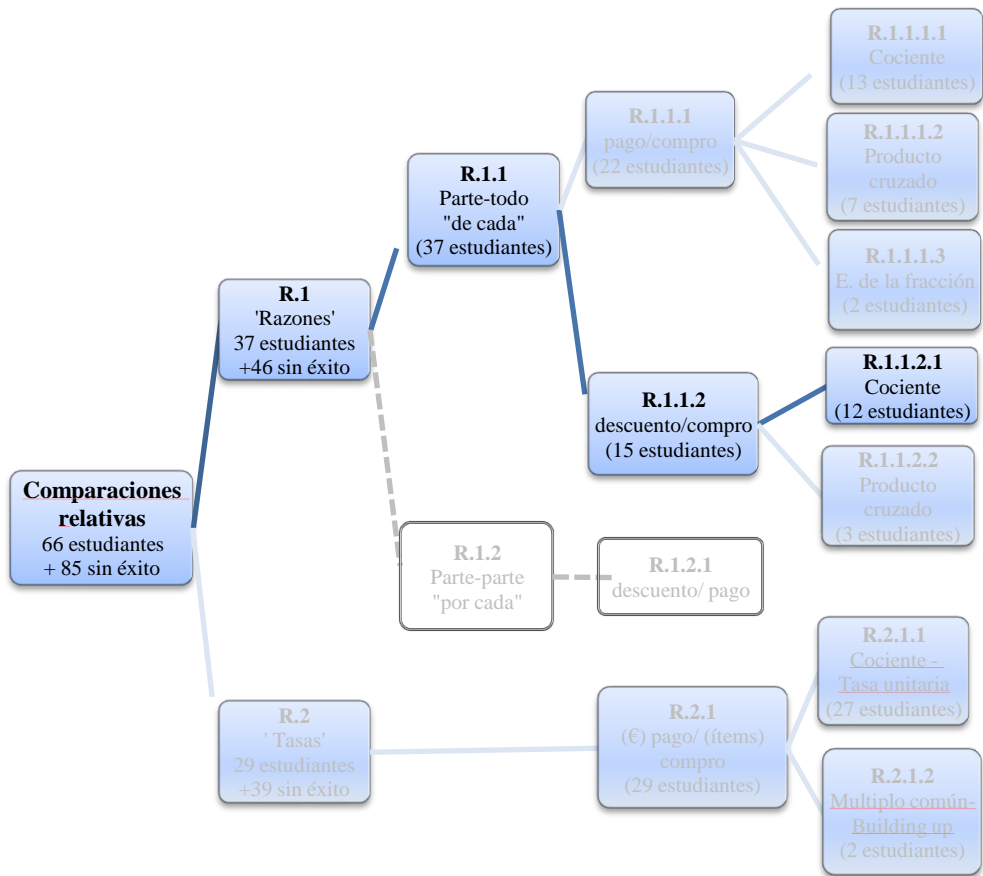 Comparaciones
relativas
66 estudiantes
+ 85 sin éxito
R.1
'Razones'
37 estudiantes
+46 sin éxito
R.1.1
Parte-todo
"de cada"
(37 estudiantes)
R.1.1.1
pago/compro
(22 estudiantes)
R.1.1.1.1
Cociente
(13 estudiantes)
R.1.1.1.2
Producto
cruzado
(7 estudiantes)
R.1.1.1.3
E. de la fracción
(2 estudiantes)
R.1.1.2
descuento/compro
(15 estudiantes)
R.1.1.2.1
Cociente
(12 estudiantes)
R.1.1.2.2
Producto
cruzado
(3 estudiantes)
R.1.2
Parte-parte
"por cada"
R.1.2.1
descuento/ pago
R.2
' Tasas'
29 estudiantes
+39 sin éxito
R.2.1
(€) pago/ (ítems)
compro
(29 estudiantes)
R.2.1.1
Cociente -
Tasa unitaria
(27 estudiantes)
R.2.1.2
Multiplo común-
Building up
(2 estudiantes)